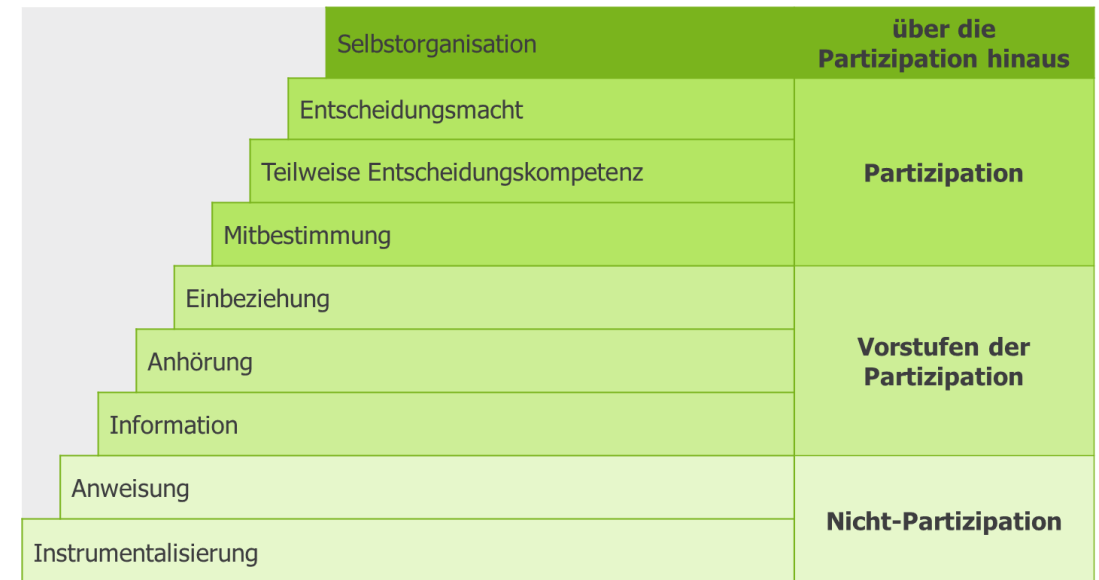 Selbstorganisation
über die
Partizipation hinaus
Entscheidungsmacht
Teilweise Entscheidungskompetenz
Partizipation
Mitbestimmung
Einbeziehung
Anhörung
Vorstufen der
Partizipation
Information
Anweisung
Nicht-Partizipation
Instrumentalisierung